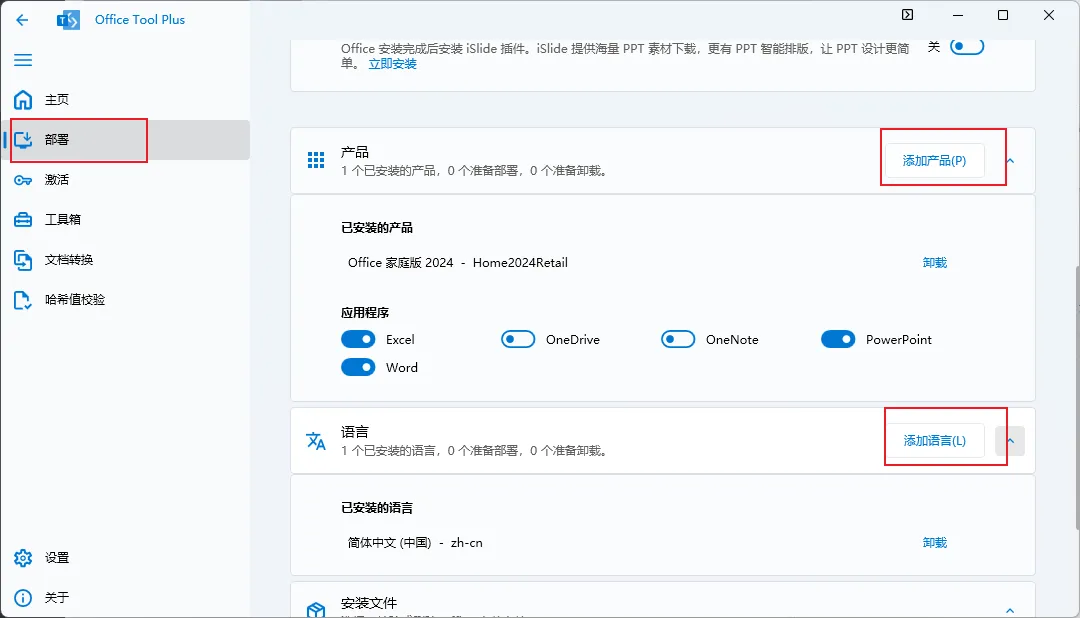 Office Tool Plus
主页
部署
激活
工具箱
文档转换
哈希值校验
设置
关于
Office 安装完成后安装 iSlide 插件。iSlide 提供海量 PPT 素材下载，更有 PPT 智能排版，让 PPT 设计更简
单。 立即安装
关
产品
1 个已安装的产品，0 个准备部署，0 个准备卸载。
添加产品(P)
已安装的产品
Office 家庭版 2024 - Home2024Retail
卸载
应用程序
Excel
OneDrive
OneNote
PowerPoint
Word
语言
1 个已安装的语言，0 个准备部署，0 个准备卸载。
添加语言(L)
已安装的语言
简体中文 (中国) - zh-cn
卸载
安装文件